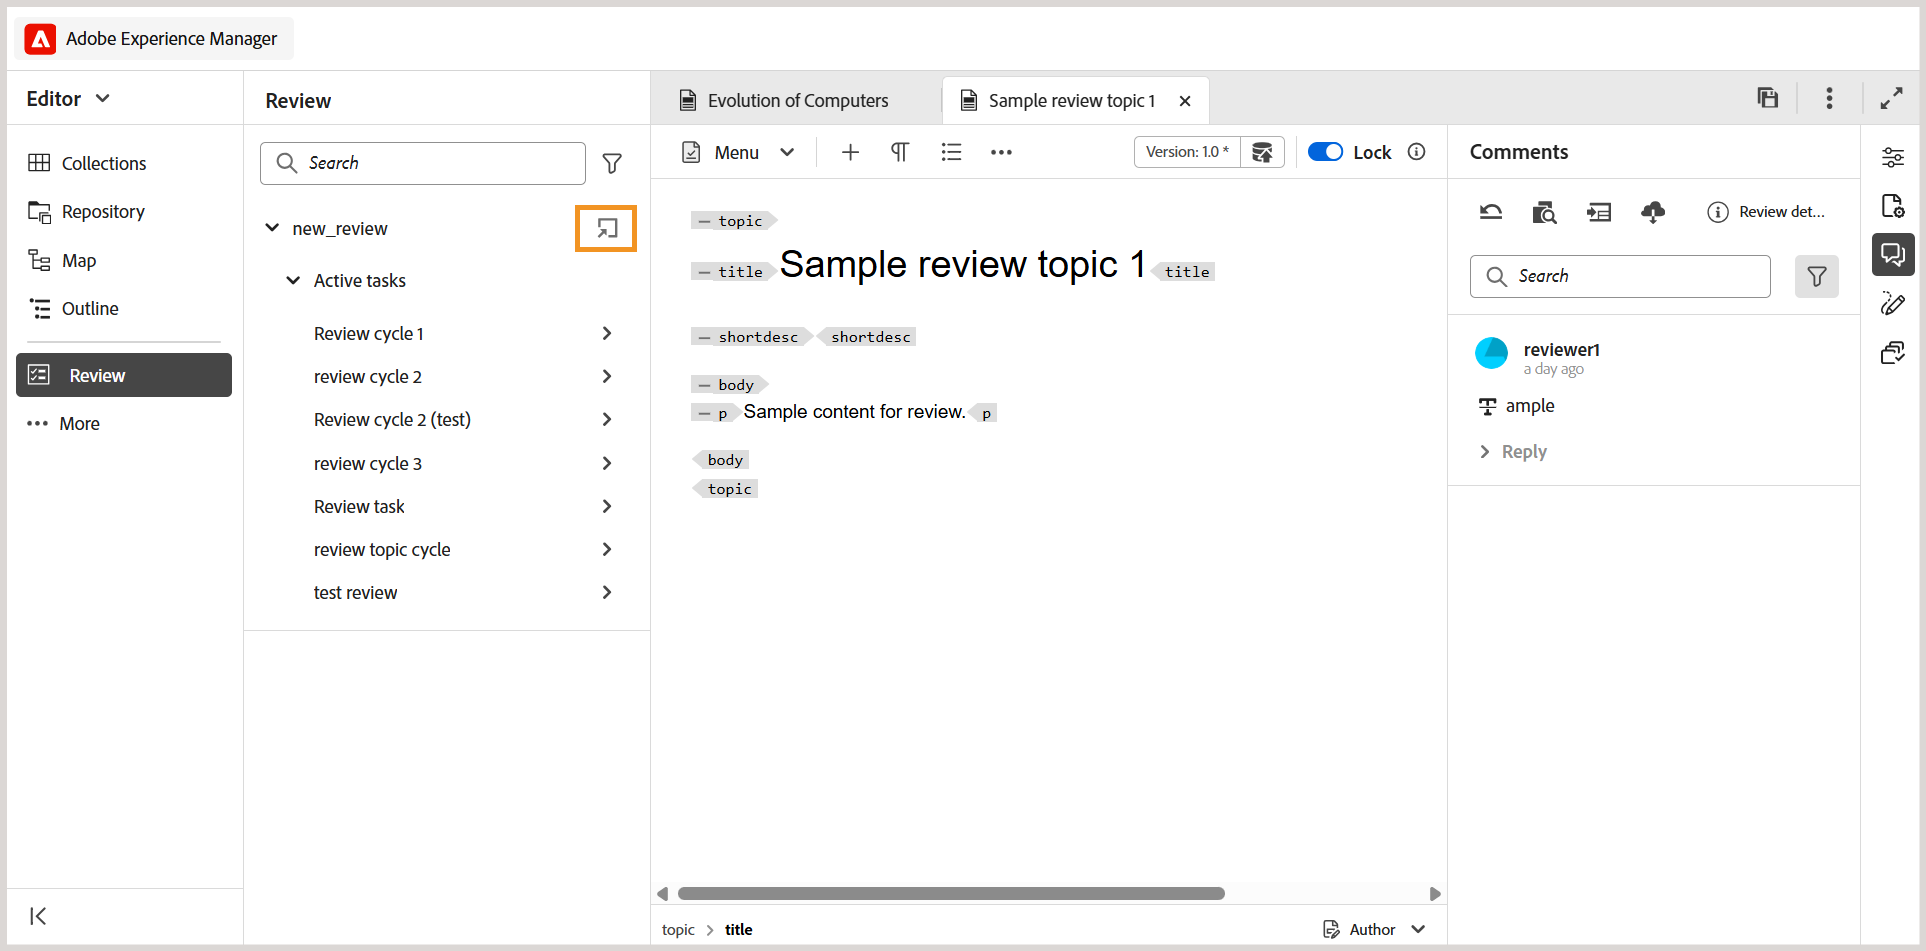 Adobe Experience Manager
Editor
Collections
Repository
Map
Outline
Review
More
Review
Search
new_review
Active tasks
Review cycle 1
review cycle 2
Review cycle 2 (test)
review cycle 3
Review task
review topic cycle
test review
Evolution of Computers
Sample review topic 1
Menu
Version: 1.0 *
Lock
topic
title Sample review topic 1 title
shortdesc shortdesc
body
p Sample content for review. p
body
topic
topic > title
Author
Comments
Review det...
Search
reviewer1
a day ago
ample
Reply